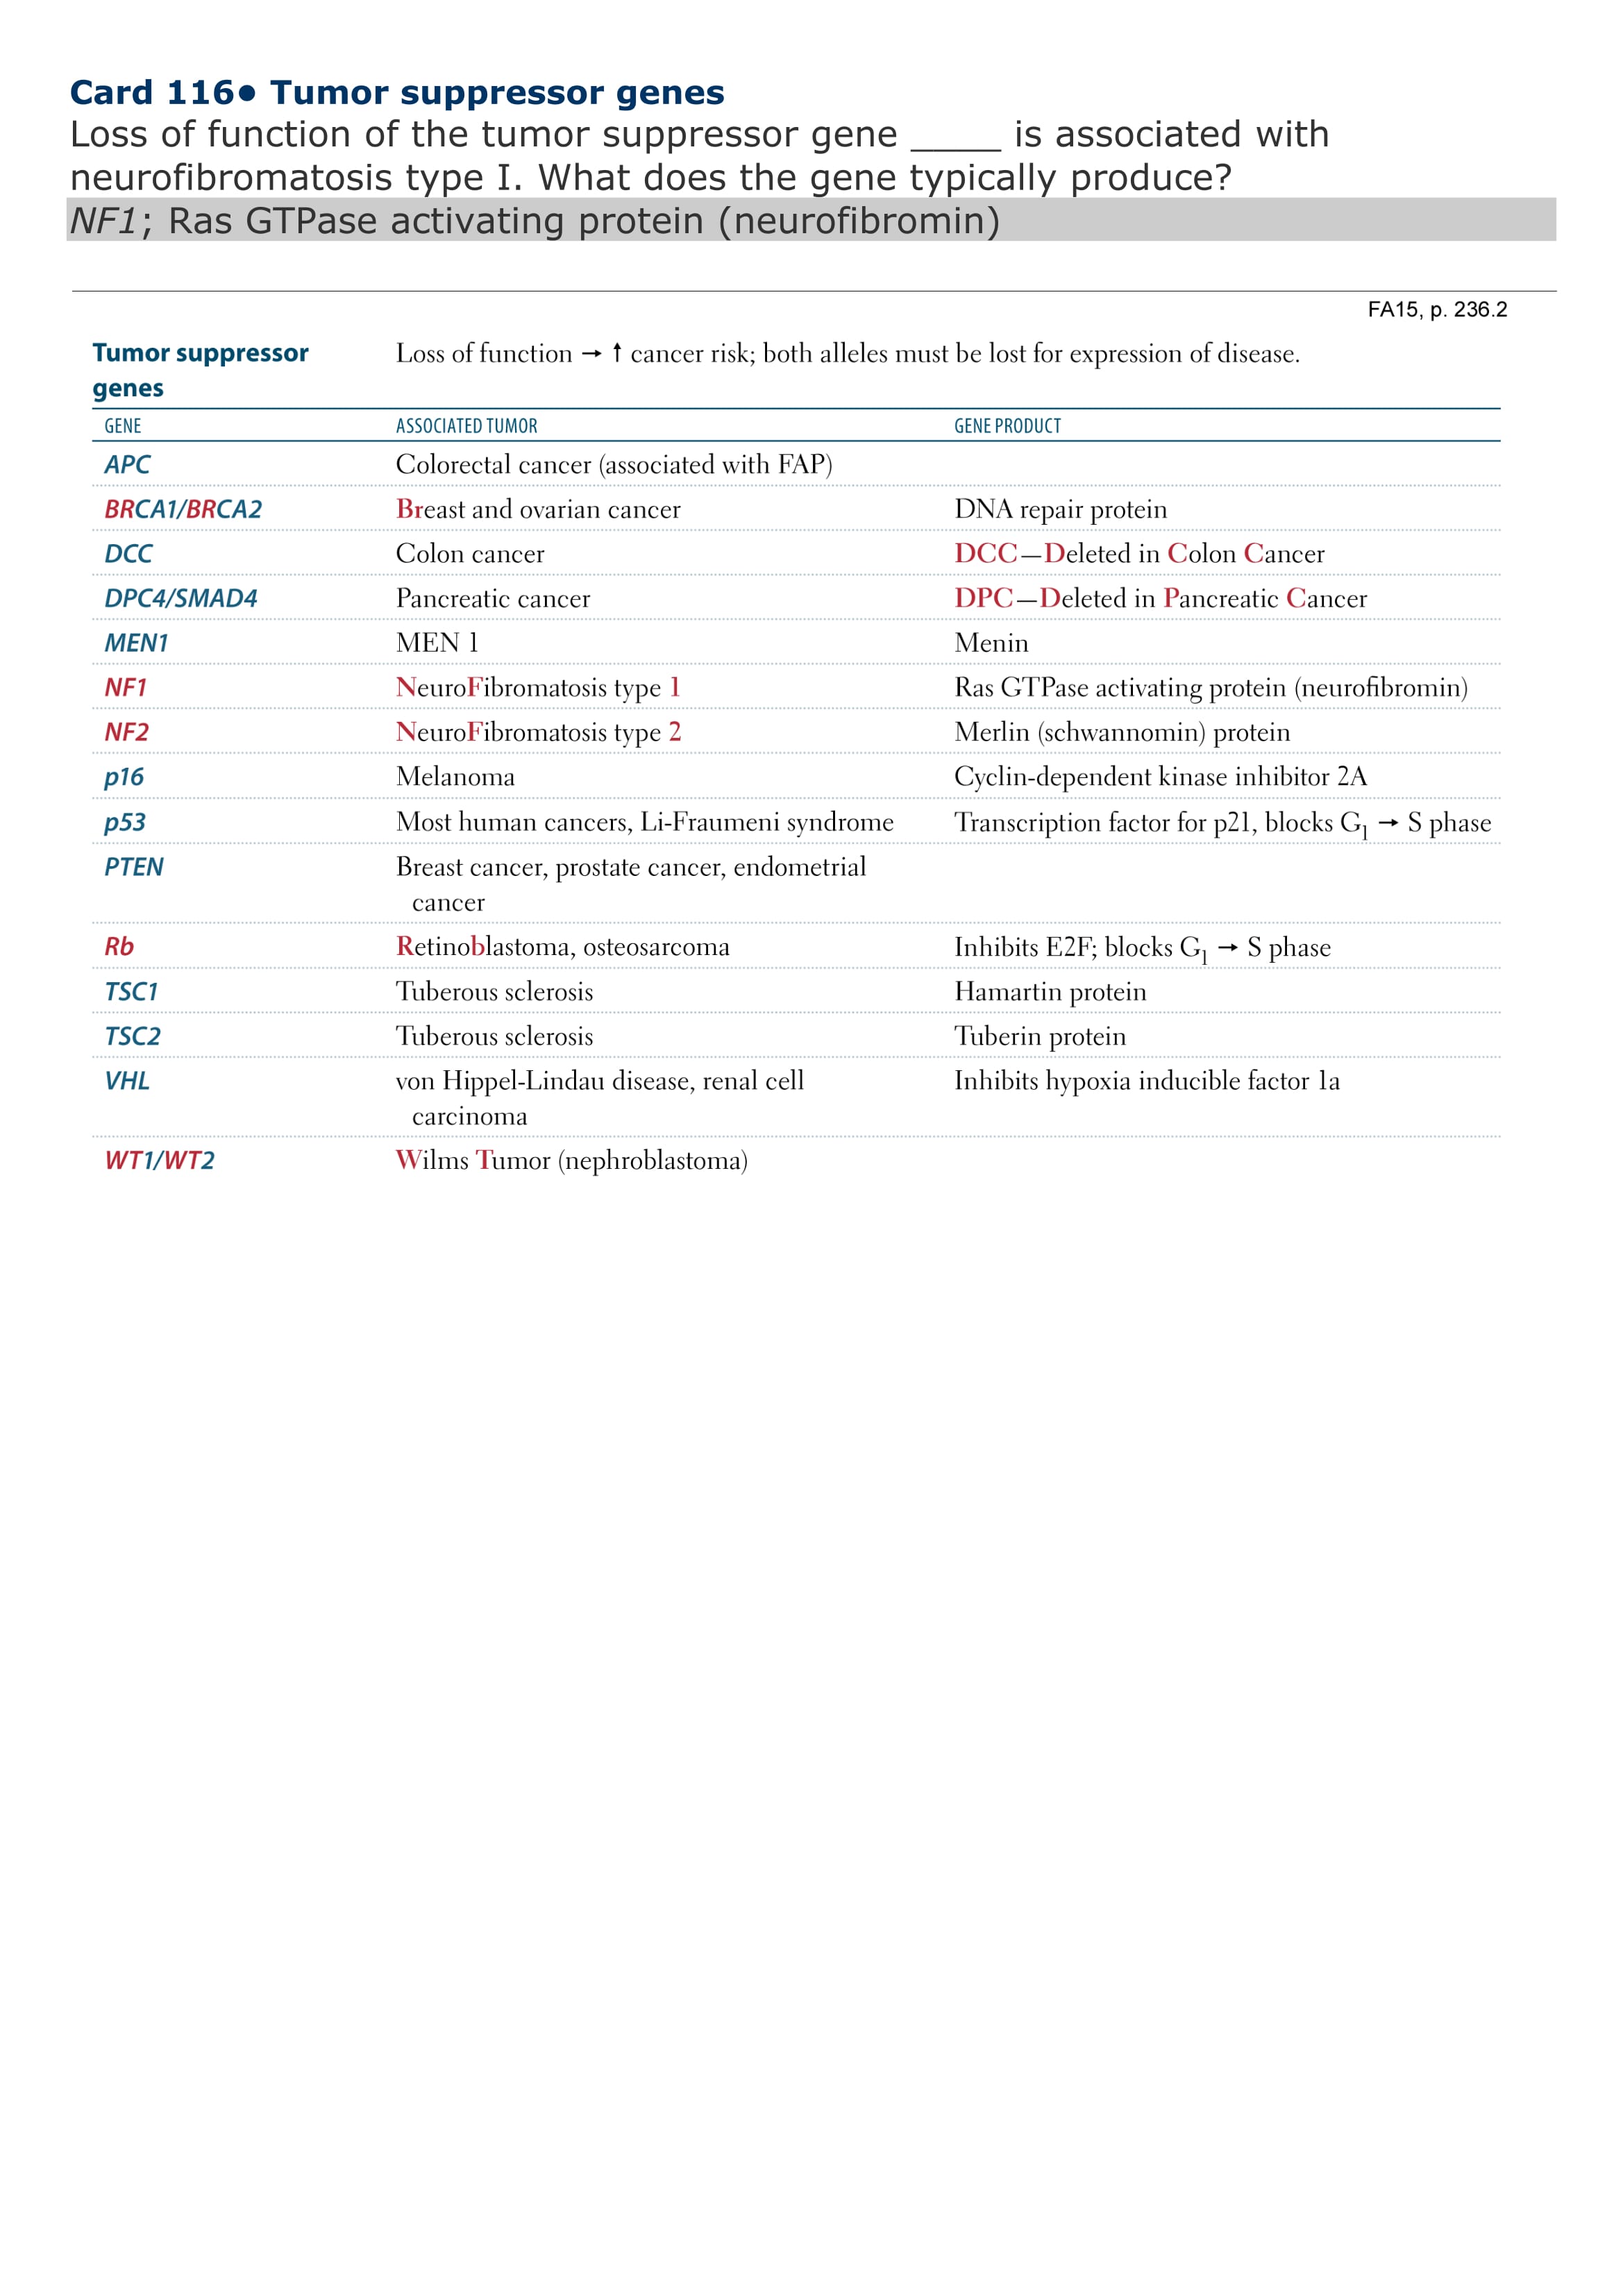 Card 116● Tumor suppressor genes
Loss of function of the tumor suppressor gene ____ is associated with
neurofibromatosis type I. What does the gene typically produce?
NF1; Ras GTPase activating protein (neurofibromin)
FA15, p. 236.2
Tumor suppressor genes Loss of function → ↑ cancer risk; both alleles must be lost for expression of disease.
GENE ASSOCIATED TUMOR GENE PRODUCT
APC Colorectal cancer (associated with FAP)
BRCA1/BRCA2 Breast and ovarian cancer DNA repair protein
DCC Colon cancer DCC—Deleted in Colon Cancer
DPC4/SMAD4 Pancreatic cancer DPC—Deleted in Pancreatic Cancer
MEN1 MEN 1 Menin
NF1 NeuroFibromatosis type 1 Ras GTPase activating protein (neurofibromin)
NF2 NeuroFibromatosis type 2 Merlin (schwannomin) protein
p16 Melanoma Cyclin-dependent kinase inhibitor 2A
p53 Most human cancers, Li-Fraumeni syndrome Transcription factor for p21, blocks G1 → S phase
PTEN Breast cancer, prostate cancer, endometrial
cancer
Rb Retinoblastoma, osteosarcoma Inhibits E2F; blocks G1 → S phase
TSC1 Tuberous sclerosis Hamartin protein
TSC2 Tuberous sclerosis Tuberin protein
VHL von Hippel-Lindau disease, renal cell Inhibits hypoxia inducible factor 1a
carcinoma
WT1/WT2 Wilms Tumor (nephroblastoma)